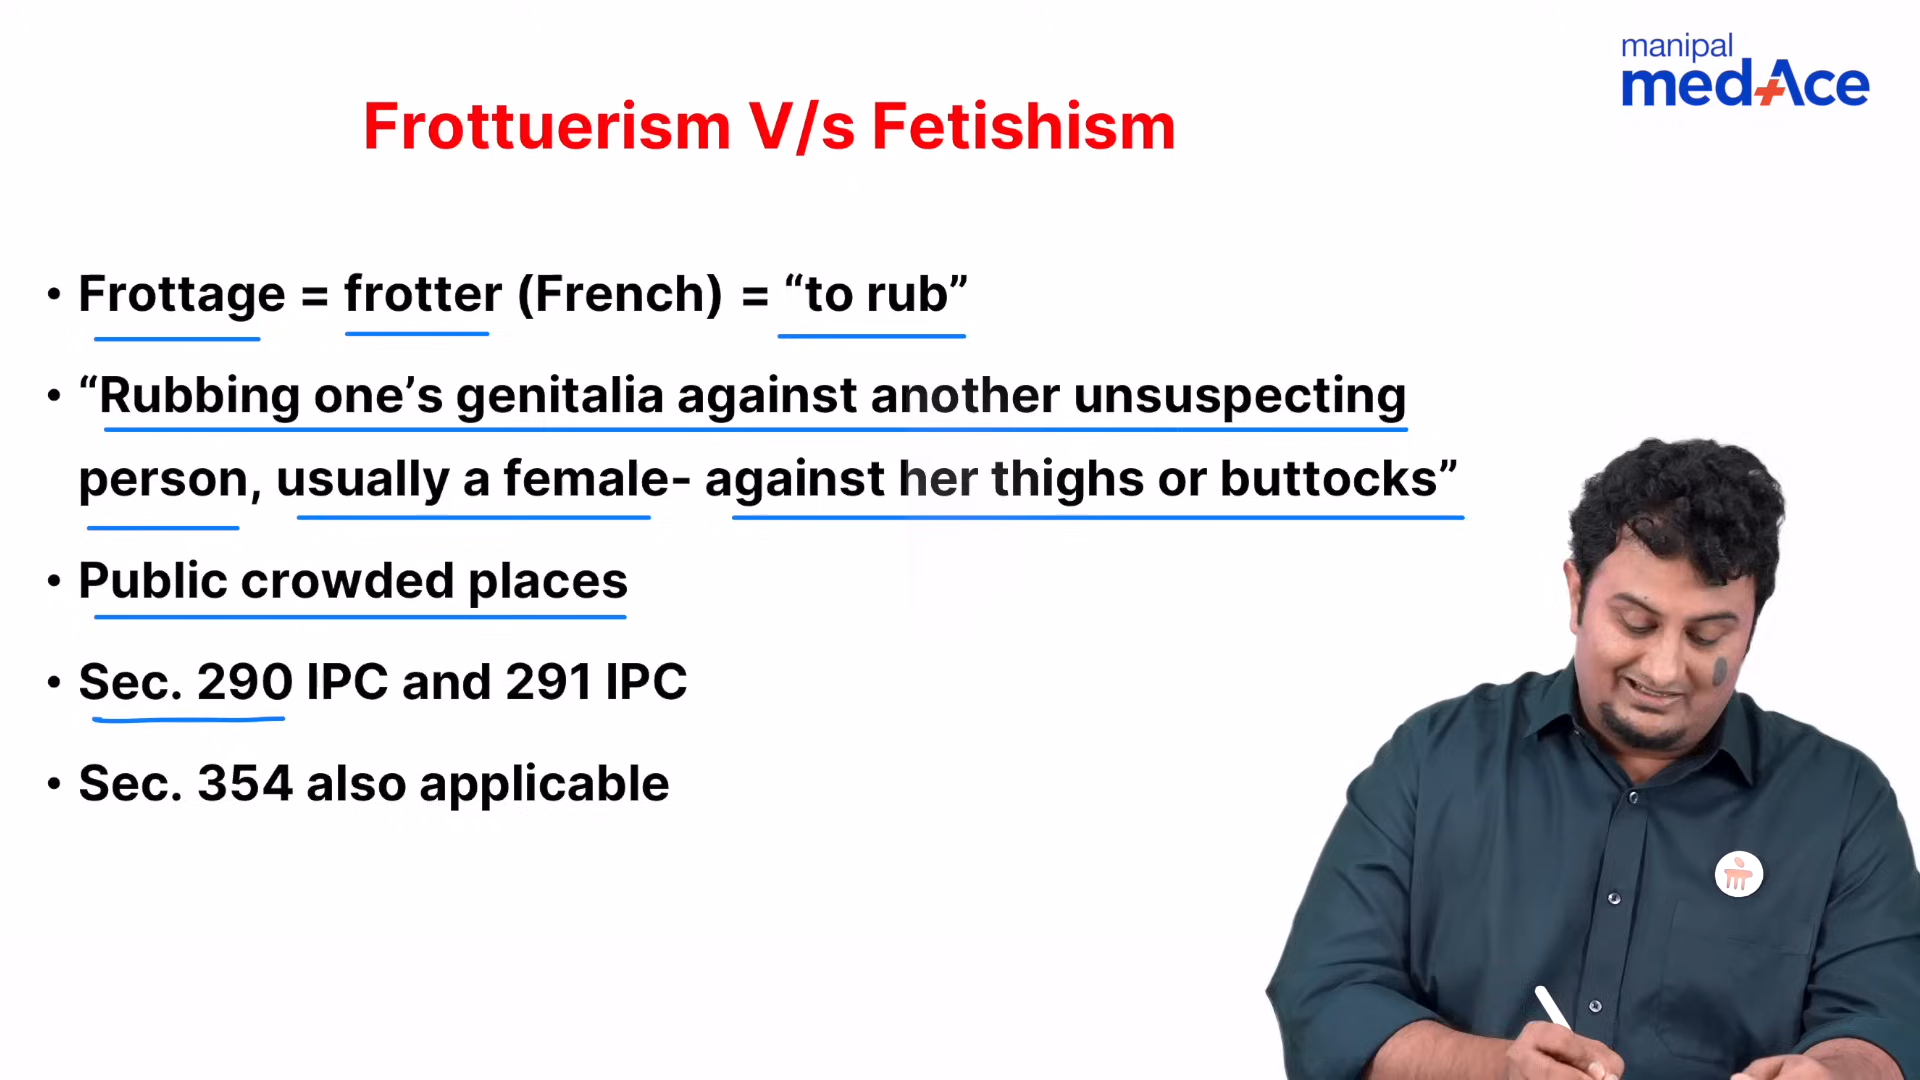 manipal
medAce
Frottuerism V/s Fetishism
• Frottage = frotter (French) = “to rub”
• “Rubbing one’s genitalia against another unsuspecting
person, usually a female- against her thighs or buttocks”
• Public crowded places
• Sec. 290 IPC and 291 IPC
• Sec. 354 also applicable